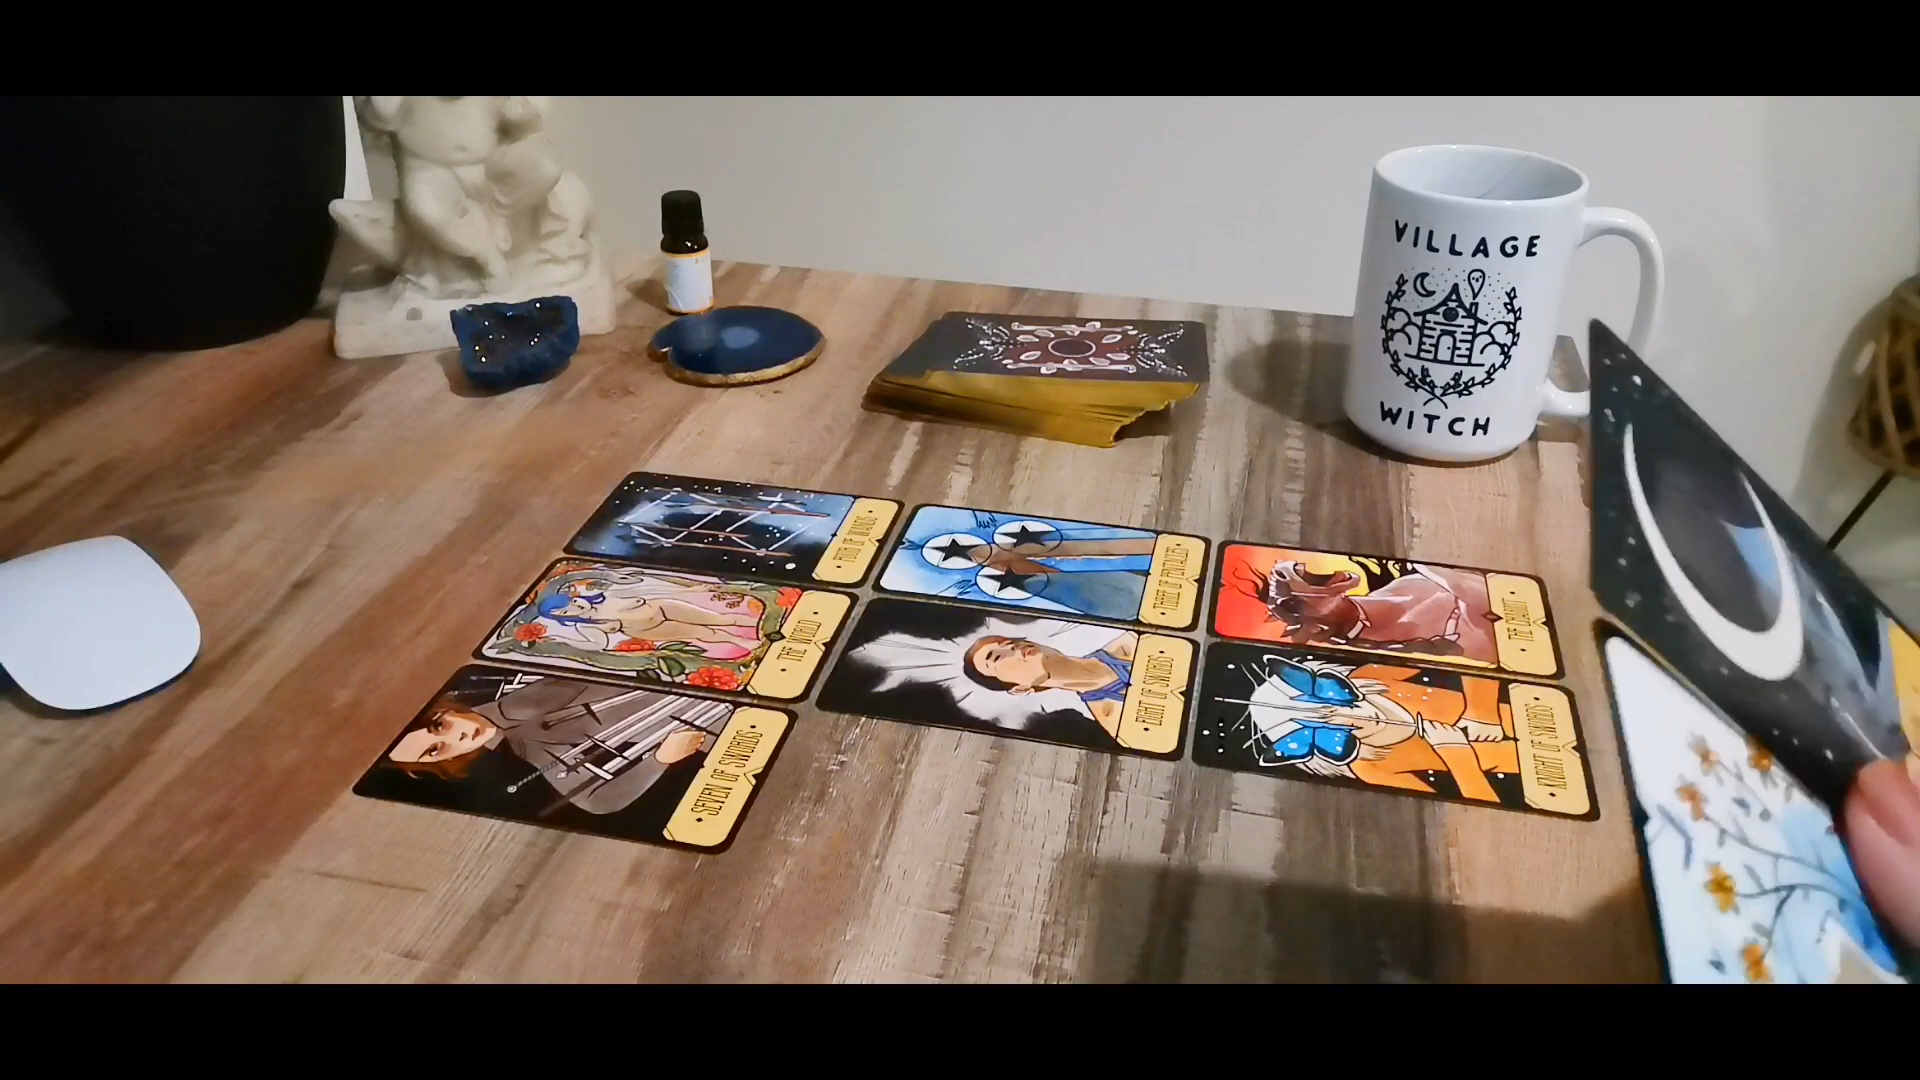 VILLAGE
WITCH
FOUR OF WANDS
THREE OF PENTACLES
THE CHARIOT
THE WORLD
EIGHT OF SWORDS
KNIGHT OF SWORDS
SEVEN OF SWORDS